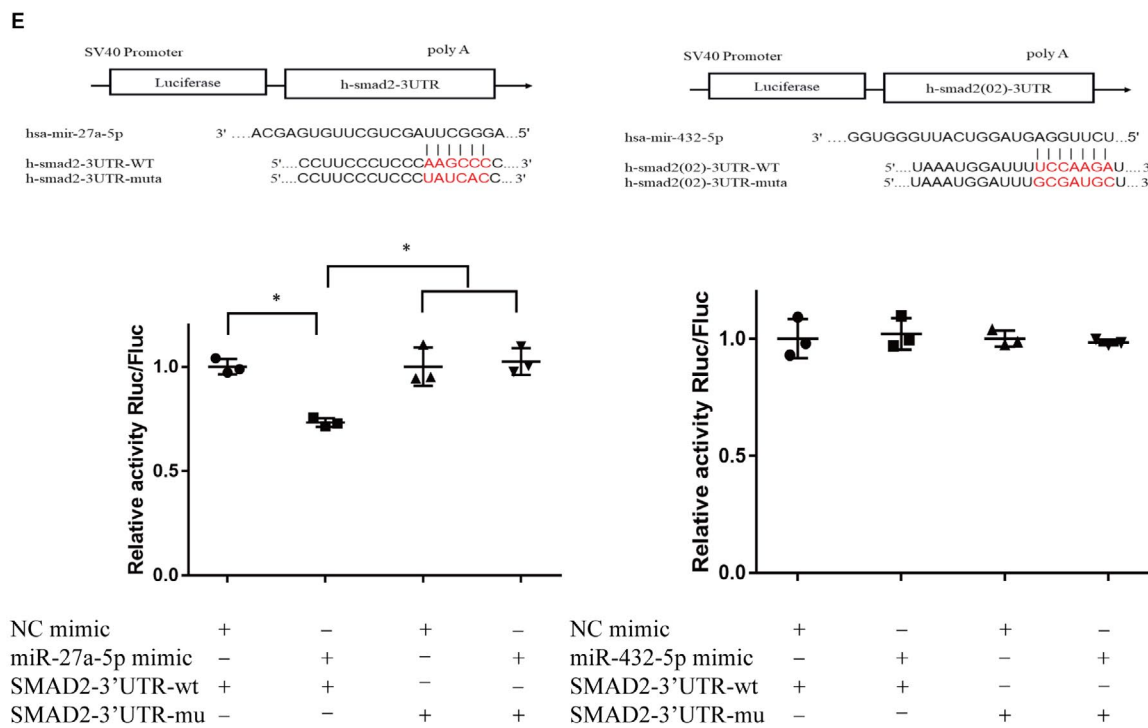 E
SV40 Promoter poly A
Luciferase h-smad2-3UTR
hsa-mir-27a-5p 3' ....ACGAGUGUUCGUCGAUUCGGGA...5'
h-smad2-3UTR-WT 5'....CCUUCCCUCCCAAGCCCC....3'
h-smad2-3UTR-muta 5'....CCUUCCCUCCCUAUCACC....3'
SV40 Promoter poly A
Luciferase h-smad2(02)-3UTR
hsa-mir-432-5p 3' ....GGUGGGUUACUGGAUGAGGUUCU....5'
h-smad2(02)-3UTR-WT 5'....UAAAUGGAUUUUCCAAGAU....3'
h-smad2(02)-3UTR-muta 5'....UAAAUGGAUUUGCGAUGCU....3'
* *
Relative activity Rluc/Fluc
1.0
0.5
0.0
NC mimic + – + –
miR-27a-5p mimic – + – +
SMAD2-3’UTR-wt + + – –
SMAD2-3’UTR-mu – – + +
Relative activity Rluc/Fluc
1.0
0.5
0.0
NC mimic + – + –
miR-432-5p mimic – + – +
SMAD2-3’UTR-wt + + – –
SMAD2-3’UTR-mu – – + +